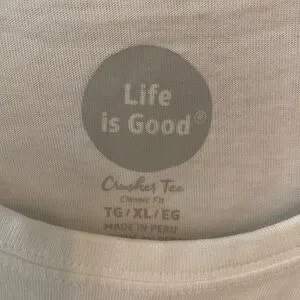 Life
is Good®
Crusher Tee
Classic Fit
TG/XL/EG
MADE IN PERU